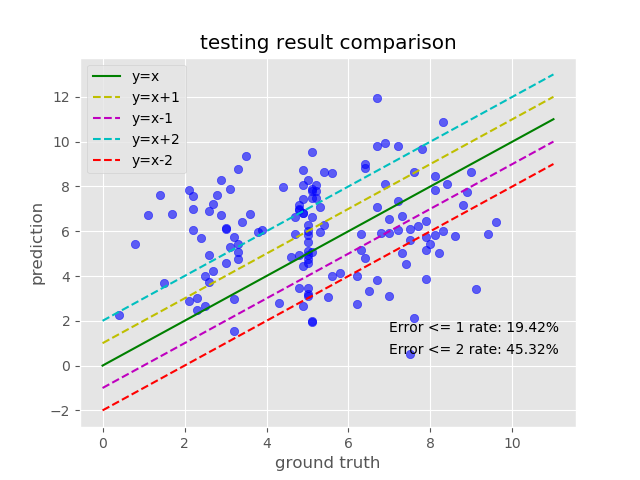 testing result comparison
y=x
y=x+1
y=x-1
y=x+2
y=x-2
12
10
8
6
4
2
0
−2
prediction
Error <= 1 rate: 19.42%
Error <= 2 rate: 45.32%
0 2 4 6 8 10
ground truth